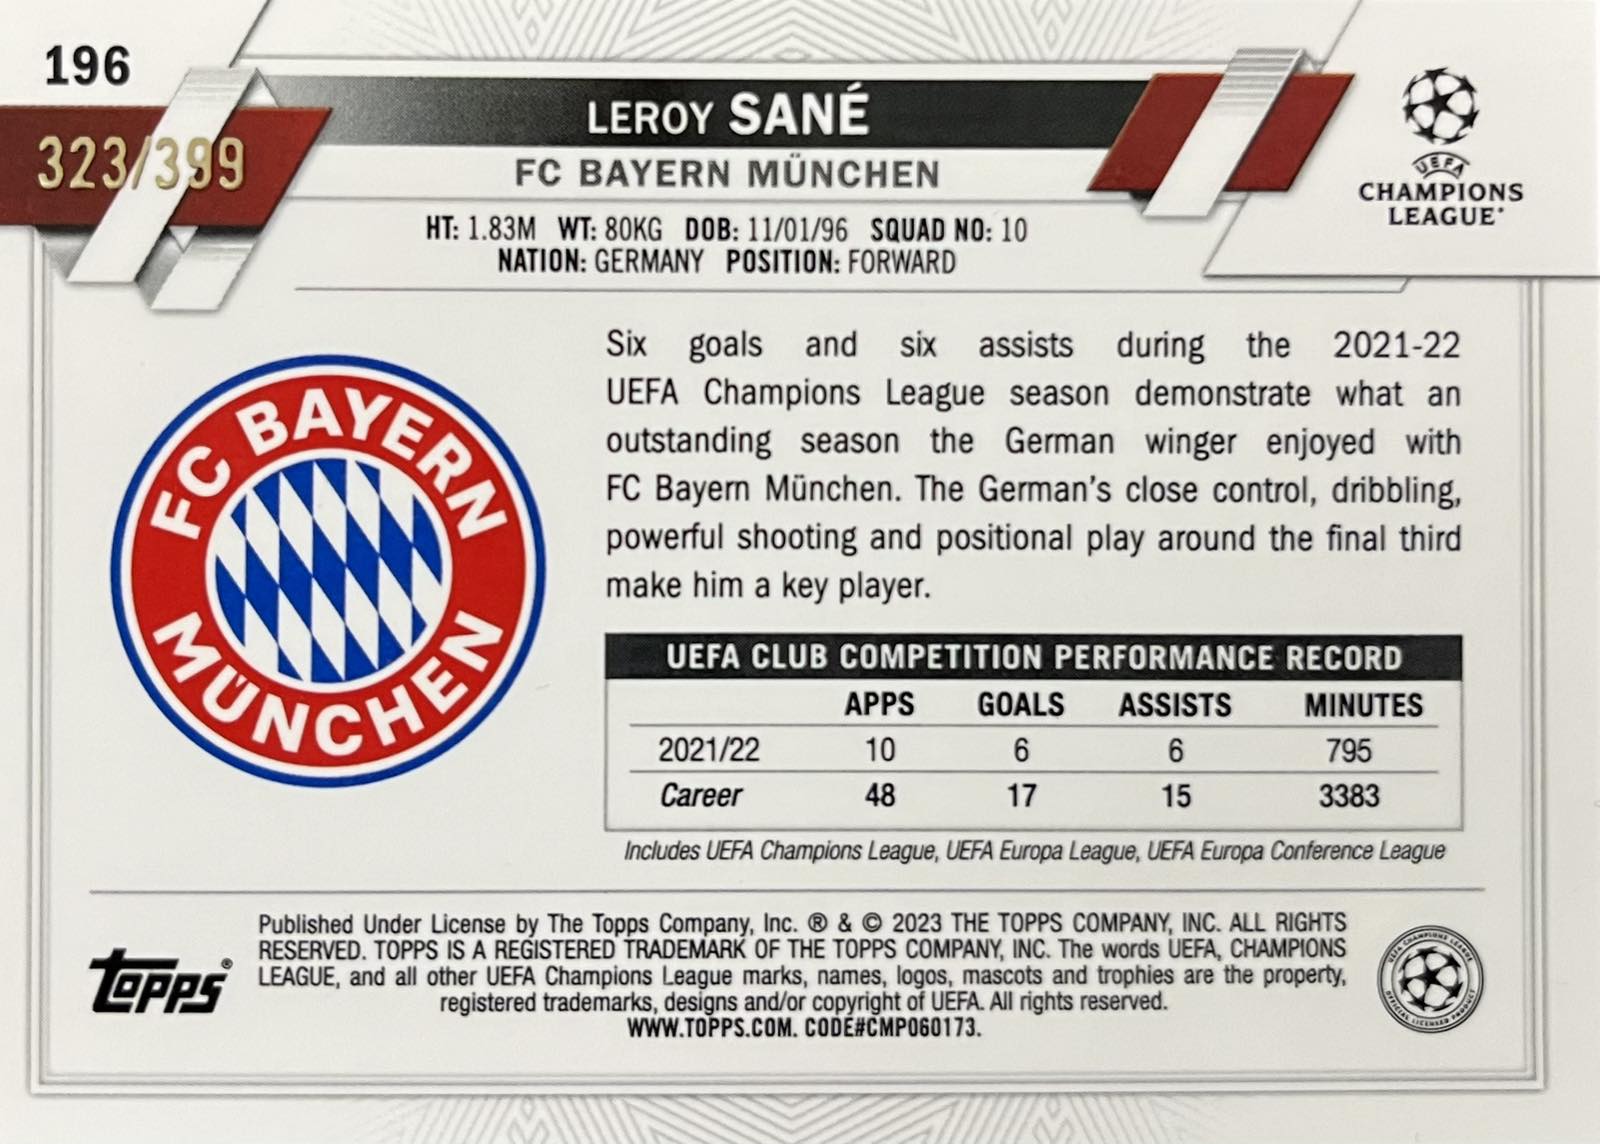 196
323/399
LEROY SANÉ
FC BAYERN MÜNCHEN
HT: 1.83M WT: 80KG DOB: 11/01/96 SQUAD NO: 10
NATION: GERMANY POSITION: FORWARD
UEFA
CHAMPIONS
LEAGUE®
FC BAYERN
MÜNCHEN
Six goals and six assists during the 2021-22
UEFA Champions League season demonstrate what an
outstanding season the German winger enjoyed with
FC Bayern München. The German's close control, dribbling,
powerful shooting and positional play around the final third
make him a key player.
UEFA CLUB COMPETITION PERFORMANCE RECORD
APPS GOALS ASSISTS MINUTES
2021/22 10 6 6 795
Career 48 17 15 3383
Includes UEFA Champions League, UEFA Europa League, UEFA Europa Conference League
TOPPS®
Published Under License by The Topps Company, Inc. ® & © 2023 THE TOPPS COMPANY, INC. ALL RIGHTS
RESERVED. TOPPS IS A REGISTERED TRADEMARK OF THE TOPPS COMPANY, INC. The words UEFA, CHAMPIONS
LEAGUE, and all other UEFA Champions League marks, names, logos, mascots and trophies are the property,
registered trademarks, designs and/or copyright of UEFA. All rights reserved.
WWW.TOPPS.COM. CODE#CMP060173.
UEFA CHAMPIONS LEAGUE
OFFICIAL LICENSED PRODUCT